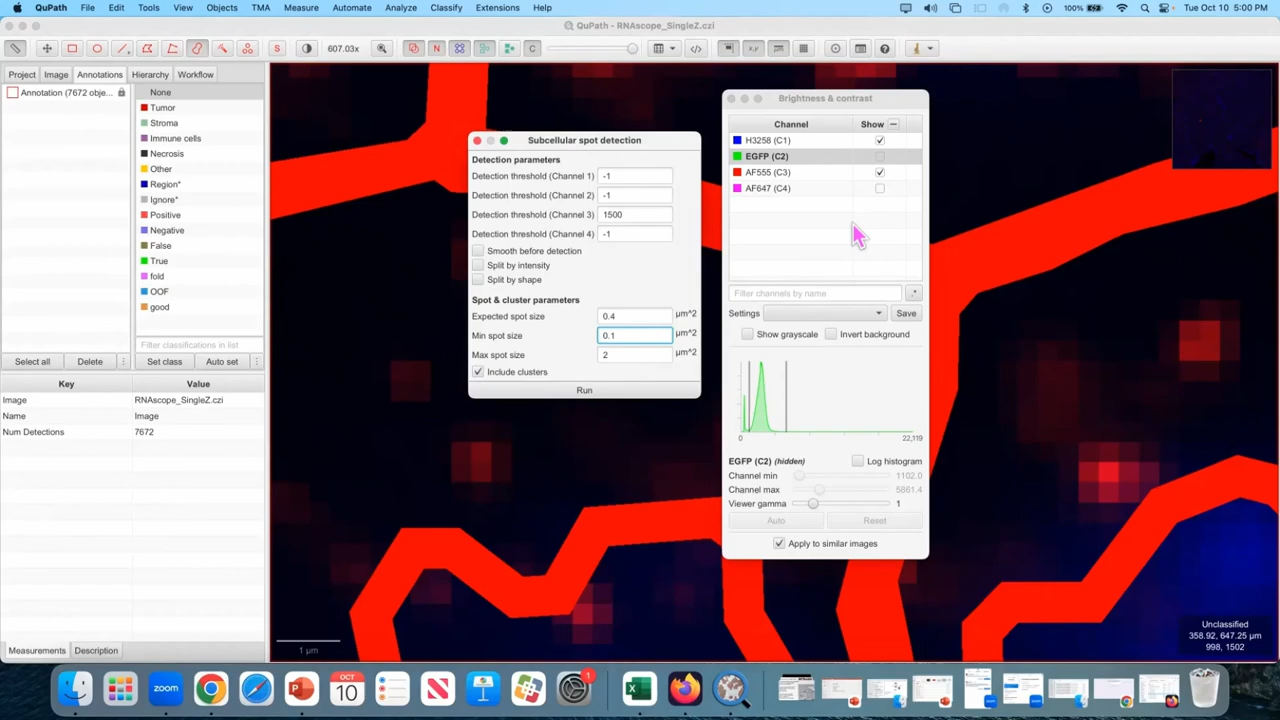 QuPath File Edit Tools View Objects TMA Measure Automate Analyze Classify Extensions Window Help 100% Tue Oct 10 5:00 PM
QuPath - RNAscope_SingleZ.czi
S 607.03x N C x,y
Project Image Annotations Hierarchy Workflow
Annotation (7672 obje...
None
Tumor
Stroma
Immune cells
Necrosis
Other
Region*
Ignore*
Positive
Negative
False
True
fold
OOF
good
Filter classifications in list
Select all Delete Set class Auto set
Key Value
Image RNAscope_SingleZ.czi
Name Image
Num Detections 7672
Measurements Description
Subcellular spot detection
Detection parameters
Detection threshold (Channel 1) -1
Detection threshold (Channel 2) -1
Detection threshold (Channel 3) 1500
Detection threshold (Channel 4) -1
Smooth before detection
Split by intensity
Split by shape
Spot & cluster parameters
Expected spot size 0.4 µm^2
Min spot size 0.1 µm^2
Max spot size 2 µm^2
Include clusters
Run
Brightness & contrast
Channel Show
H3258 (C1)
EGFP (C2)
AF555 (C3)
AF647 (C4)
Filter channels by name .*
Settings Save
Show grayscale Invert background
0 22,119
EGFP (C2) (hidden) Log histogram
Channel min 1102.0
Channel max 5861.4
Viewer gamma 1
Auto Reset
Apply to similar images
1 µm
Unclassified
358.92, 647.25 µm
998, 1502
zoom OCT 10 1